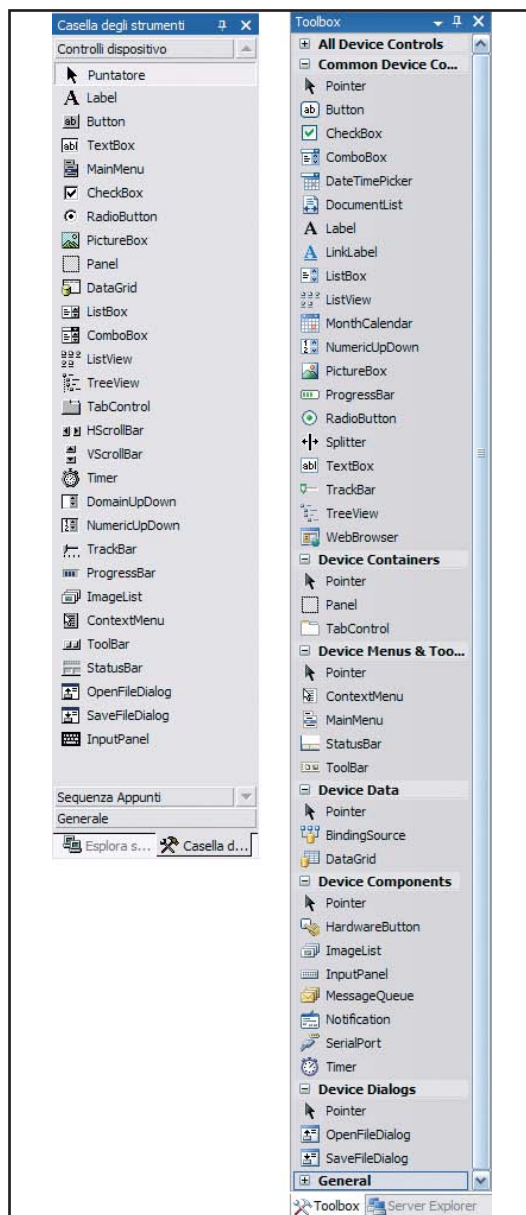 Casella degli strumenti
Controlli dispositivo
Puntatore
Label
Button
TextBox
MainMenu
CheckBox
RadioButton
PictureBox
Panel
DataGrid
ListBox
ComboBox
ListView
TreeView
TabControl
HScrollBar
VScrollBar
Timer
DomainUpDown
NumericUpDown
TrackBar
ProgressBar
ImageList
ContextMenu
ToolBar
StatusBar
OpenFileDialog
SaveFileDialog
InputPanel
Sequenza Appunti
Generale
Esplora s... Casella d...
Toolbox
All Device Controls
Common Device Co...
Pointer
Button
CheckBox
ComboBox
DateTimePicker
DocumentList
Label
LinkLabel
ListBox
ListView
MonthCalendar
NumericUpDown
PictureBox
ProgressBar
RadioButton
Splitter
TextBox
TrackBar
TreeView
WebBrowser
Device Containers
Pointer
Panel
TabControl
Device Menus & Too...
Pointer
ContextMenu
MainMenu
StatusBar
ToolBar
Device Data
Pointer
BindingSource
DataGrid
Device Components
Pointer
HardwareButton
ImageList
InputPanel
MessageQueue
Notification
SerialPort
Timer
Device Dialogs
Pointer
OpenFileDialog
SaveFileDialog
General
Toolbox Server Explorer